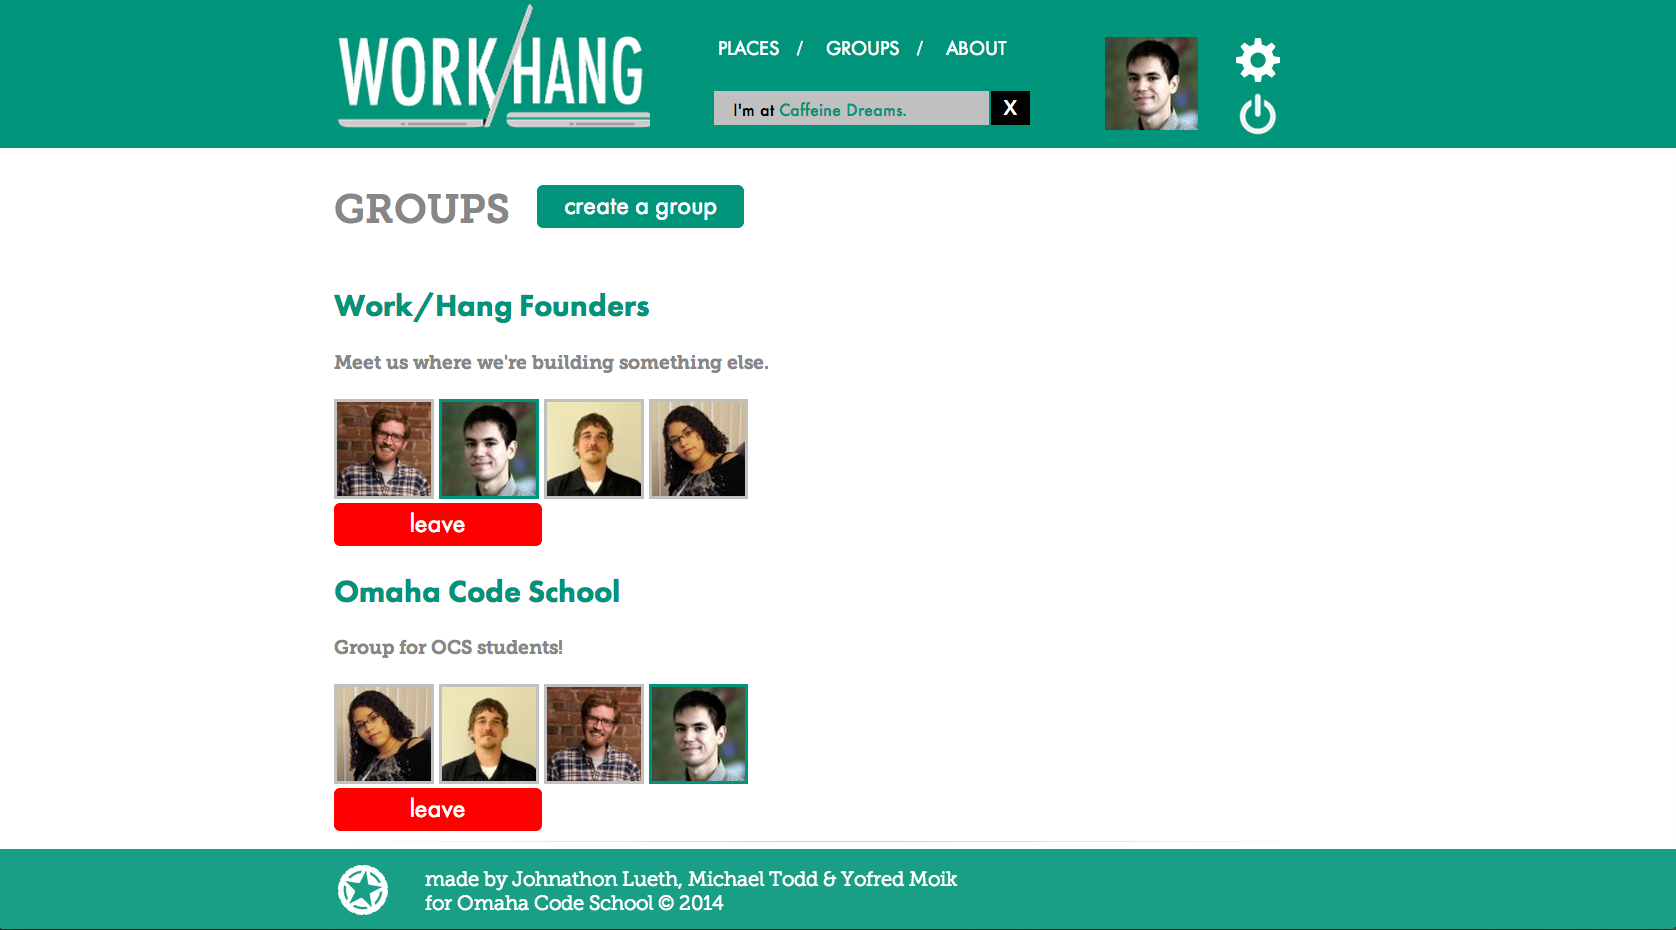 WORK/HANG
PLACES / GROUPS / ABOUT
I'm at Caffeine Dreams. X
GROUPS create a group
Work/Hang Founders
Meet us where we're building something else.
leave
Omaha Code School
Group for OCS students!
leave
made by Johnathon Lueth, Michael Todd & Yofred Moik
for Omaha Code School © 2014